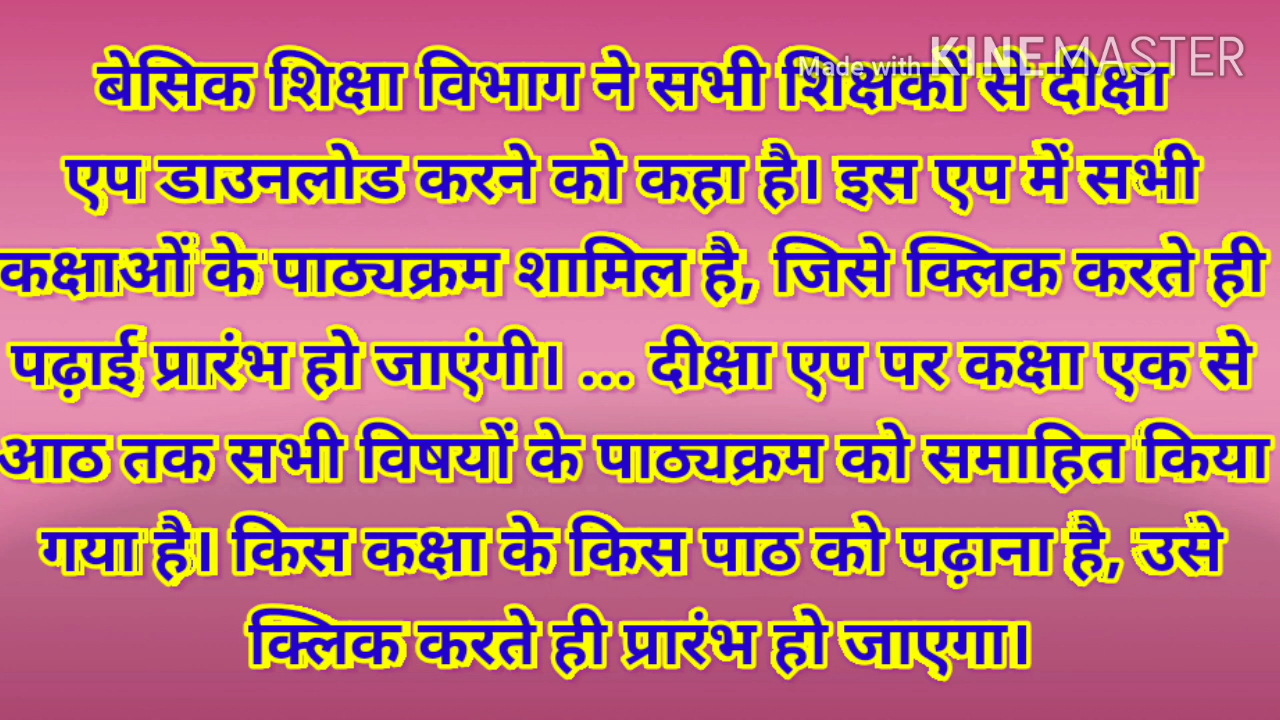 Made with KINEMASTER
बेसिक शिक्षा विभाग ने सभी शिक्षकों से दीक्षा
एप डाउनलोड करने को कहा है। इस एप में सभी
कक्षाओं के पाठ्यक्रम शामिल है, जिसे क्लिक करते ही
पढ़ाई प्रारंभ हो जाएंगी। ... दीक्षा एप पर कक्षा एक से
आठ तक सभी विषयों के पाठ्यक्रम को समाहित किया
गया है। किस कक्षा के किस पाठ को पढ़ाना है, उसे
क्लिक करते ही प्रारंभ हो जाएगा।